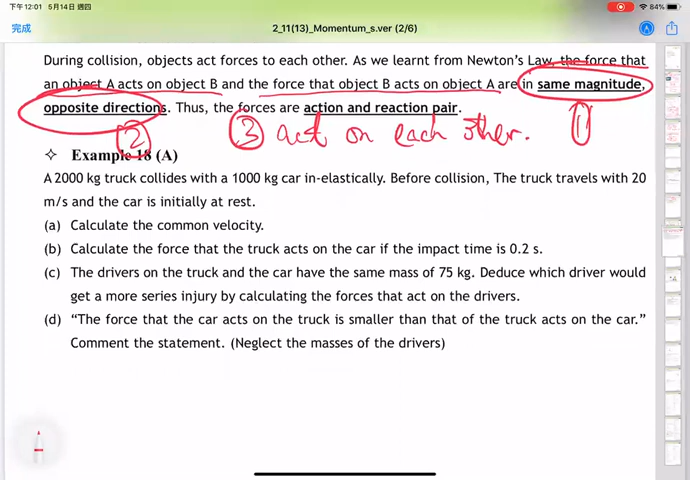 下午12:01 5月14日 週四
84%
完成
2_11(13)_Momentum_s.ver (2/6)
During collision, objects act forces to each other. As we learnt from Newton's Law, the force that
an object A acts on object B and the force that object B acts on object A are in same magnitude,
opposite directions. Thus, the forces are action and reaction pair.
② ③ act on each other. ①
✧ Example 18 (A)
A 2000 kg truck collides with a 1000 kg car in-elastically. Before collision, The truck travels with 20
m/s and the car is initially at rest.
(a) Calculate the common velocity.
(b) Calculate the force that the truck acts on the car if the impact time is 0.2 s.
(c) The drivers on the truck and the car have the same mass of 75 kg. Deduce which driver would
get a more series injury by calculating the forces that act on the drivers.
(d) “The force that the car acts on the truck is smaller than that of the truck acts on the car.”
Comment the statement. (Neglect the masses of the drivers)